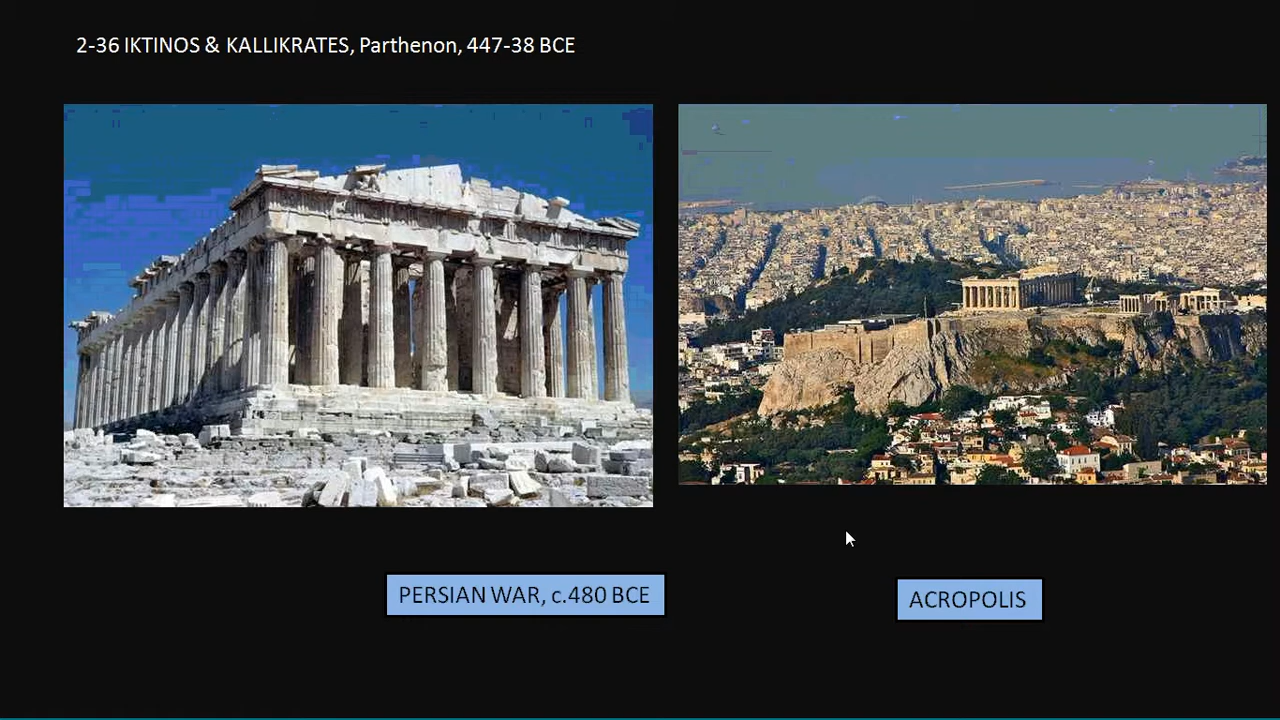 2-36 IKTINOS & KALLIKRATES, Parthenon, 447-38 BCE
PERSIAN WAR, c.480 BCE
ACROPOLIS